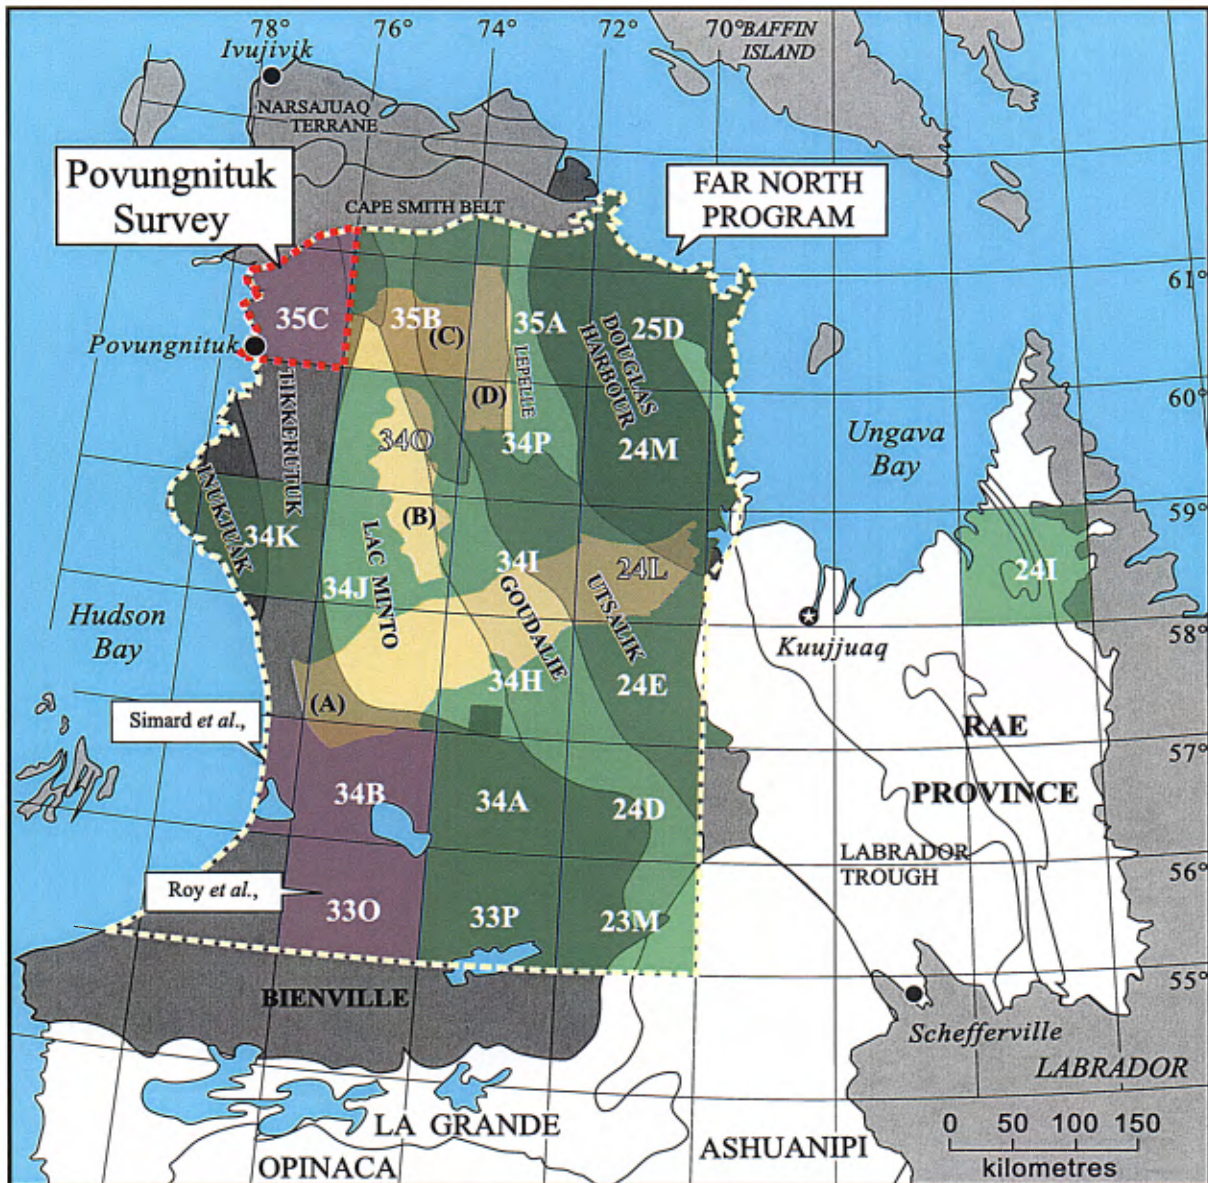 78°
76°
74°
72°
70°
BAFFIN
ISLAND
Ivujivik
NARSAJUAQ
TERRANE
Povungnituk
Survey
CAPE SMITH BELT
FAR NORTH
PROGRAM
61°
35C
35B
(C)
35A
25D
Povungnituk
LEPELLE
DOUGLAS
HARBOUR
60°
TIKKERUTUK
(D)
34O
34P
24M
Ungava
Bay
INUKJUAK
59°
34K
(B)
34J
LAC MINTO
34I
24L
24I
GOUDALIE
UTSALIK
Hudson
Bay
58°
Kuujjuaq
34H
24E
(A)
Simard et al.,
RAE
57°
34B
34A
24D
PROVINCE
LABRADOR
TROUGH
56°
Roy et al.,
33O
33P
23M
55°
BIENVILLE
Schefferville
LABRADOR
LA GRANDE
0 50 100 150
kilometres
OPINACA
ASHUANIPI